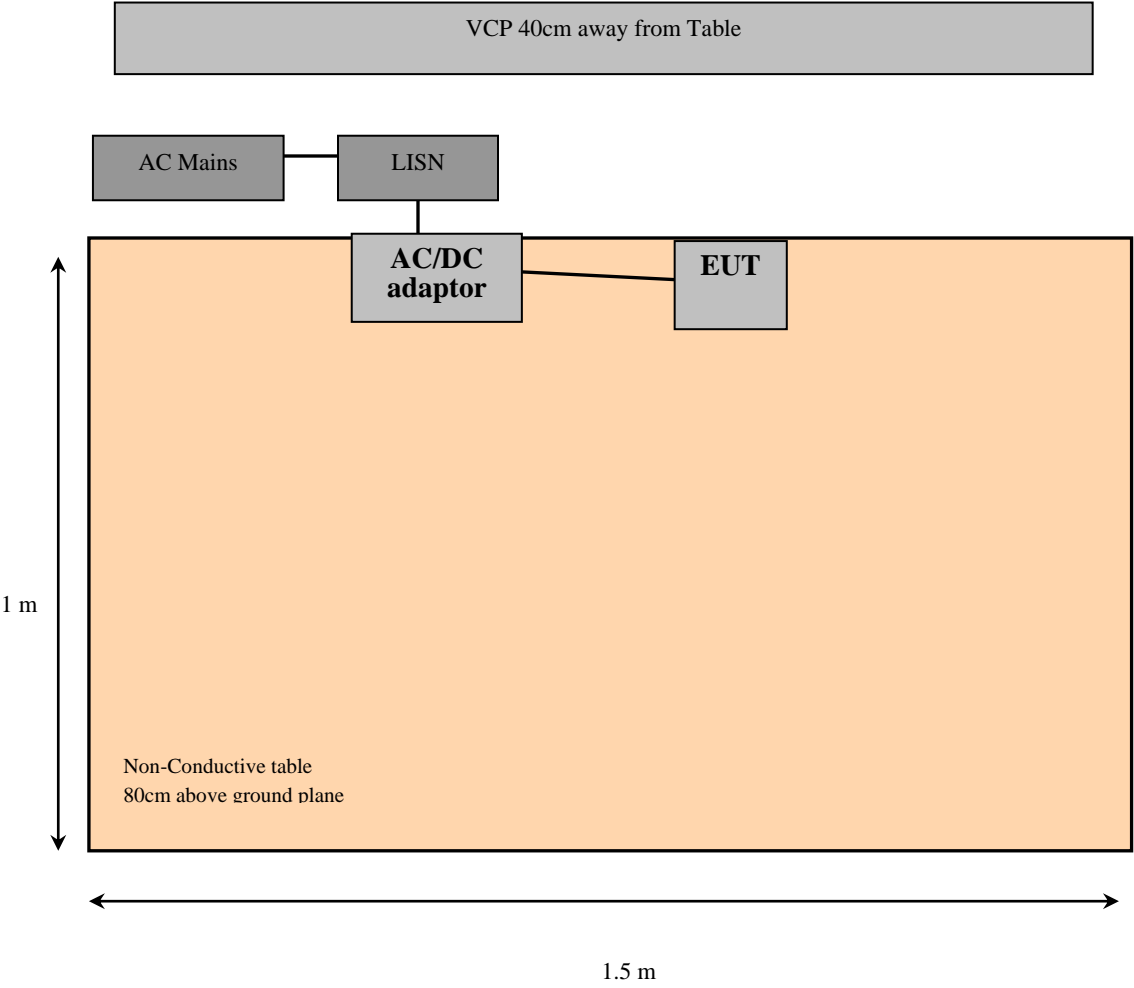 VCP 40cm away from Table
AC Mains
LISN
AC/DC
adaptor
EUT
1 m
Non-Conductive table
80cm above ground plane
1.5 m